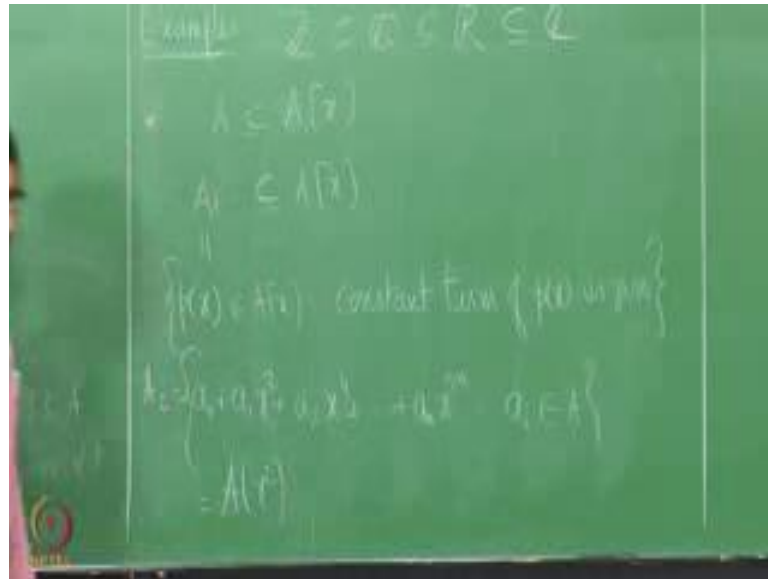 Example ℤ ⊆ ℚ ⊆ ℝ ⊆ ℂ
A ⊆ A[x]
A₁ ⊆ A[x]
||
{f(x) ∈ A[x] constant term of f(x) is zero}
A₂ = {a₀ + a₁x² + a₂x⁴ .. + aₙx²ⁿ aᵢ ∈ A}
= A[x²]